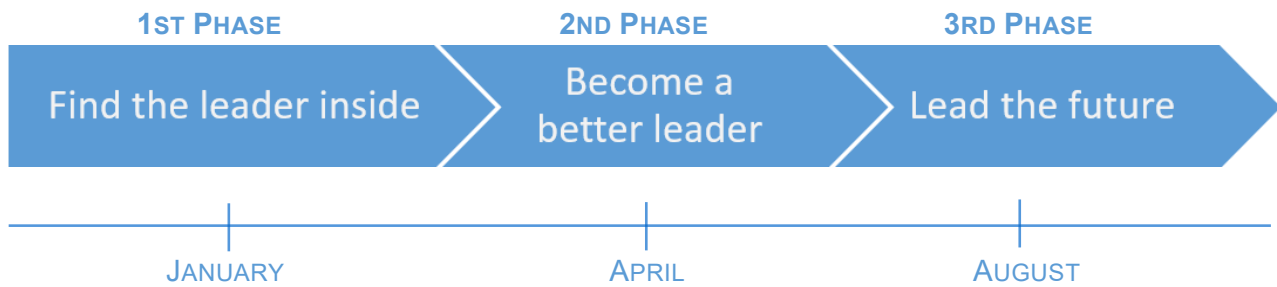 1ST PHASE
2ND PHASE
3RD PHASE
Find the leader inside
Become a
better leader
Lead the future
JANUARY
APRIL
AUGUST